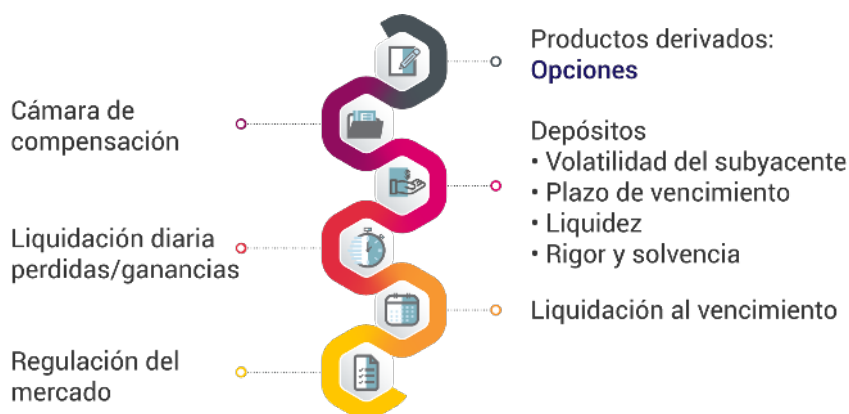 Productos derivados:
Opciones
Cámara de
compensación
Depósitos
• Volatilidad del subyacente
• Plazo de vencimiento
• Liquidez
• Rigor y solvencia
Liquidación diaria
perdidas/ganancias
Liquidación al vencimiento
Regulación del
mercado